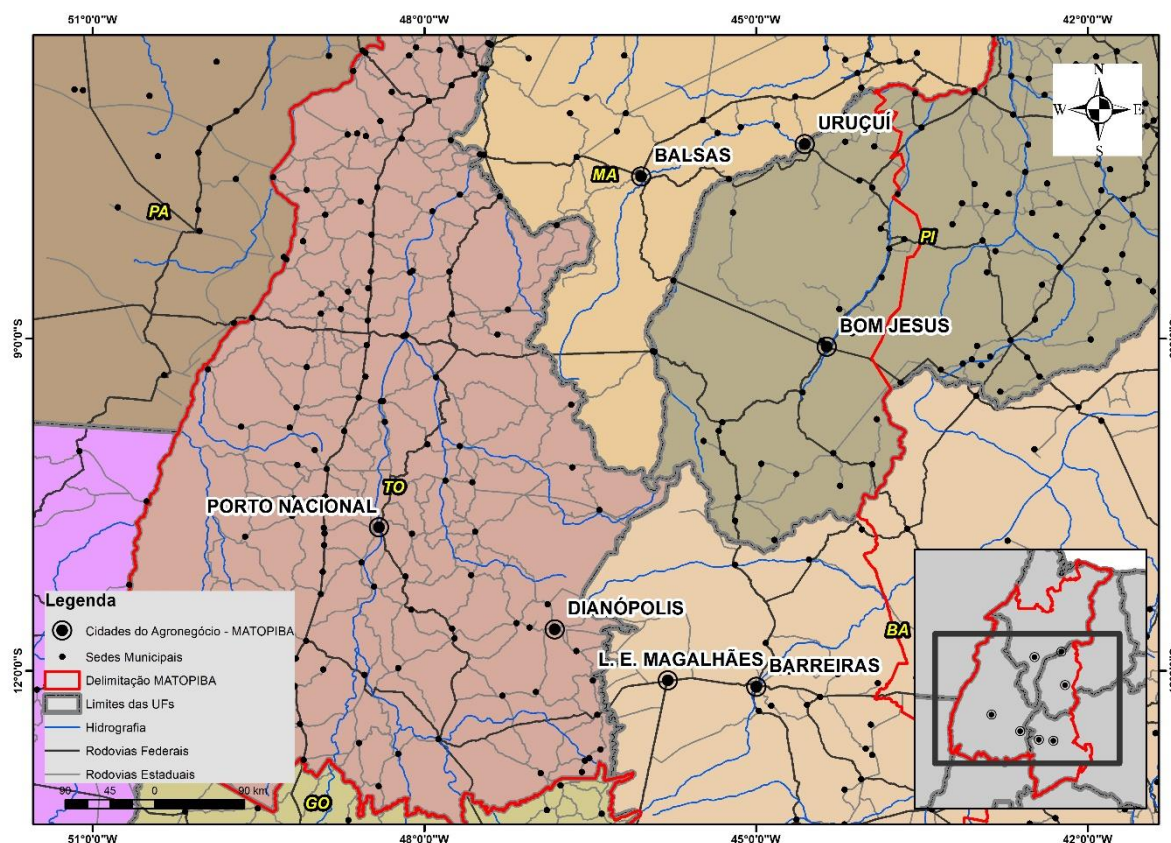 51°0'0"W
48°0'0"W
45°0'0"W
42°0'0"W
N
W
E
S
URUÇUÍ
BALSAS
MA
PA
PI
BOM JESUS
9°0'0"S
TO
PORTO NACIONAL
DIANÓPOLIS
BA
L. E. MAGALHÃES
BARREIRAS
12°0'0"S
Legenda
Cidades do Agronegócio - MATOPIBA
Sedes Municipais
Delimitação MATOPIBA
Limites das UFs
Hidrografia
Rodovias Federais
Rodovias Estaduais
90 45 0 90 km
GO
51°0'0"W
48°0'0"W
45°0'0"W
42°0'0"W